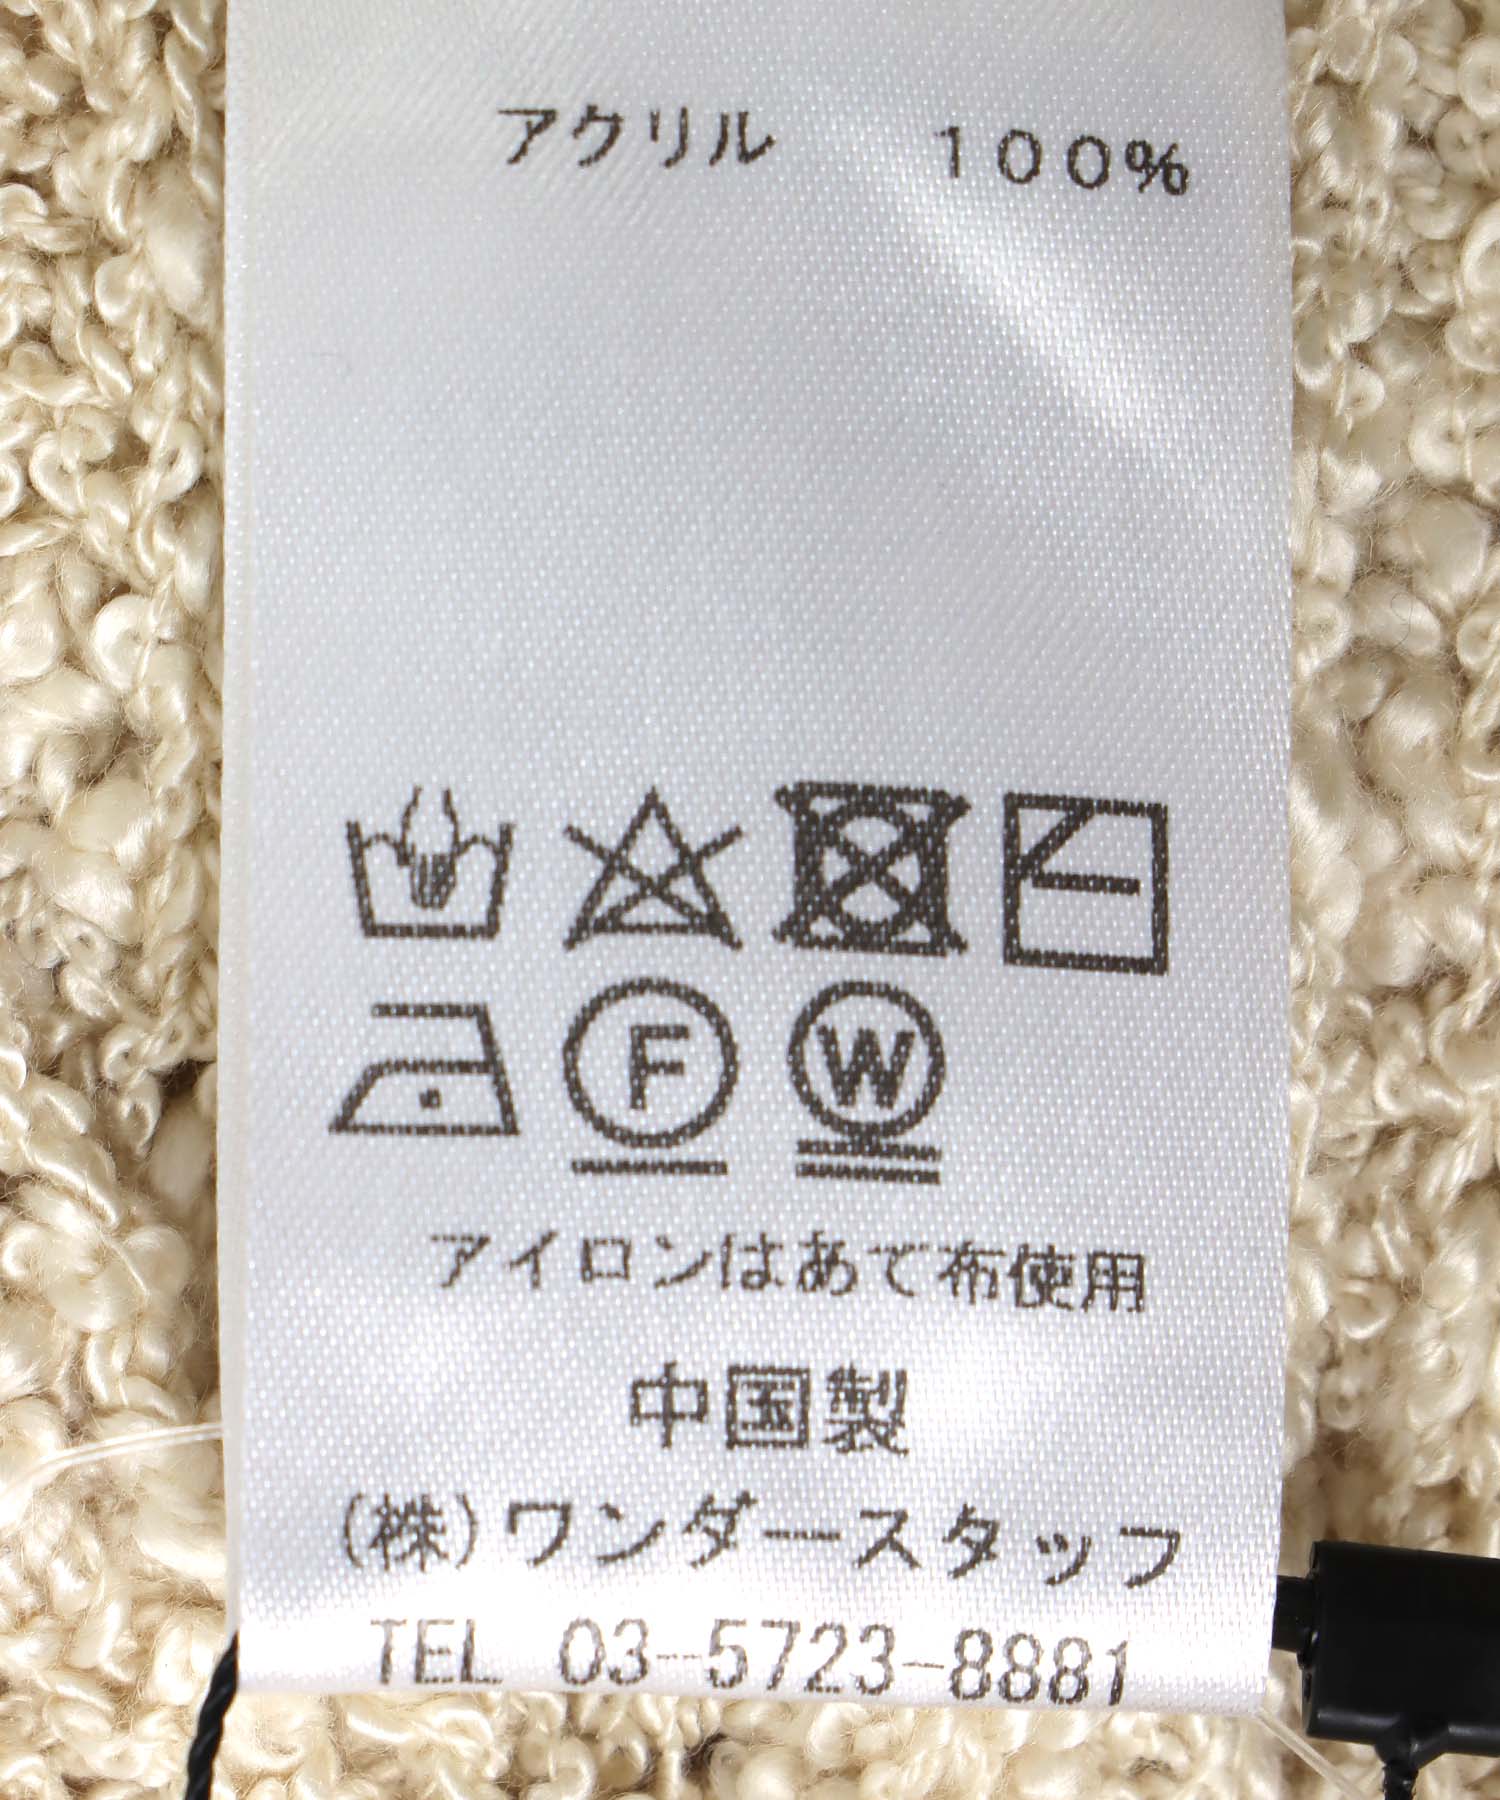 アクリル 100%
F W
アイロンはあて布使用
中国製
(株)ワンダースタッフ
TEL 03-5723-8881